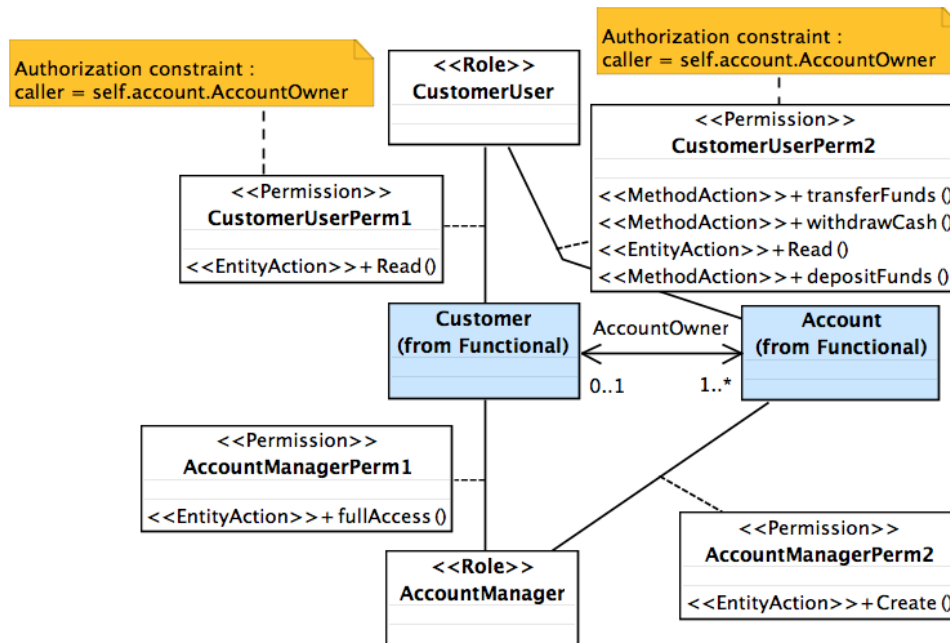 Authorization constraint :
caller = self.account.AccountOwner
<<Role>>
CustomerUser
Authorization constraint :
caller = self.account.AccountOwner
<<Permission>>
CustomerUserPerm1
<<EntityAction>>+Read()
<<Permission>>
CustomerUserPerm2
<<MethodAction>>+transferFunds()
<<MethodAction>>+withdrawCash()
<<EntityAction>>+Read()
<<MethodAction>>+depositFunds()
Customer
(from Functional)
AccountOwner
0..1
1..*
Account
(from Functional)
<<Permission>>
AccountManagerPerm1
<<EntityAction>>+fullAccess()
<<Role>>
AccountManager
<<Permission>>
AccountManagerPerm2
<<EntityAction>>+Create()